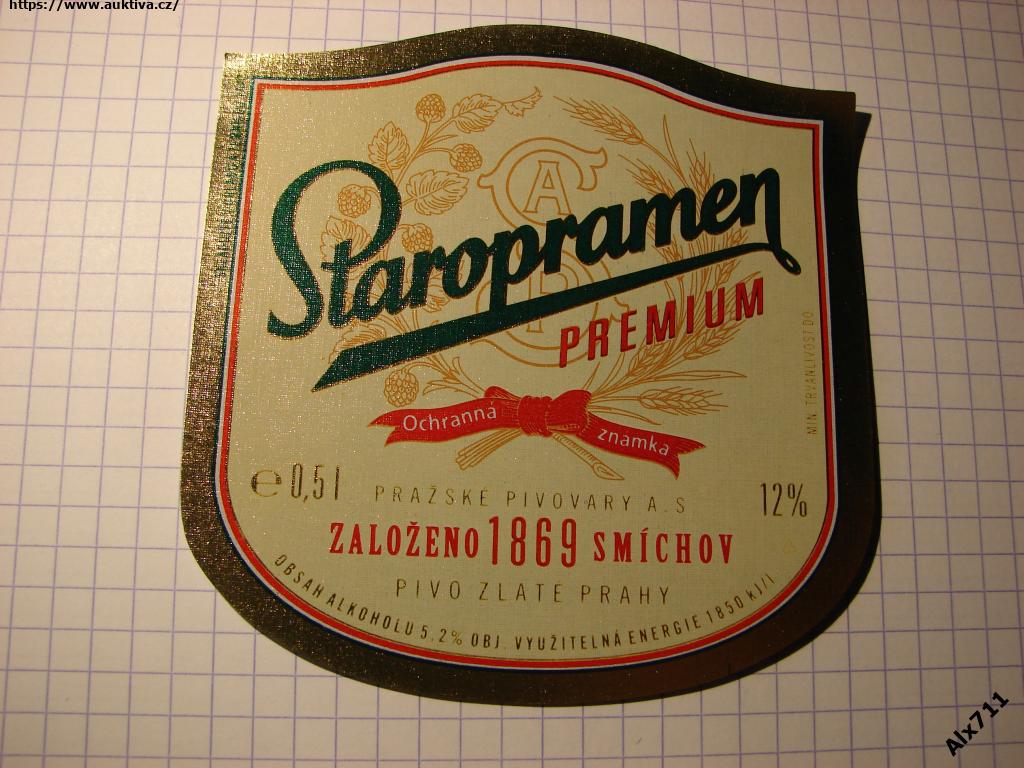 https://www.auktiva.cz/
Staropramen
PREMIUM
Ochranná známka
MIN. TRVANLIVOST DO
℮ 0,5 l
12%
PRAŽSKÉ PIVOVARY A.S
ZALOŽENO 1869 SMÍCHOV
PIVO ZLATÉ PRAHY
OBSAH ALKOHOLU 5,2% OBJ. VYUŽITELNÁ ENERGIE 1850 kJ/l
Alx711